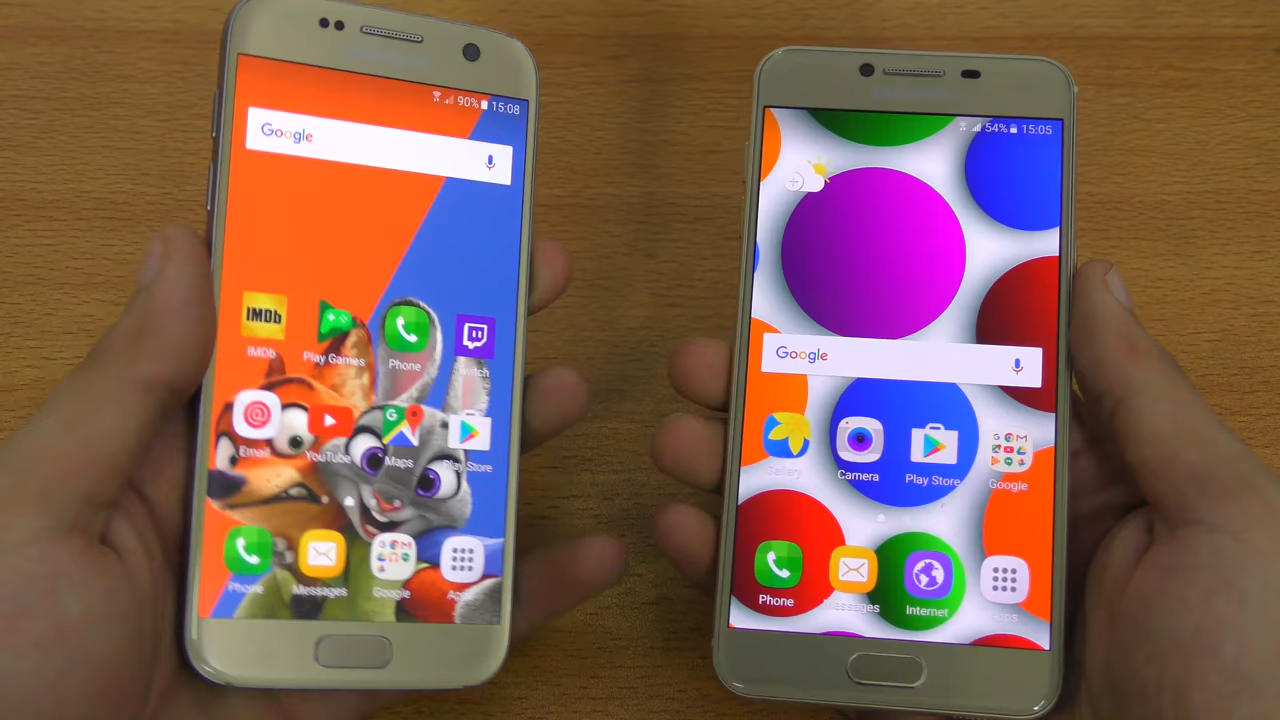 90% 15:08
Google
IMDb
IMDb
Play Games
Phone
Twitch
Email
YouTube
G
Maps
Play Store
Phone
Messages
Google
Apps
54% 15:05
Google
Gallery
Camera
Play Store
Google
Phone
Messages
Internet
Apps